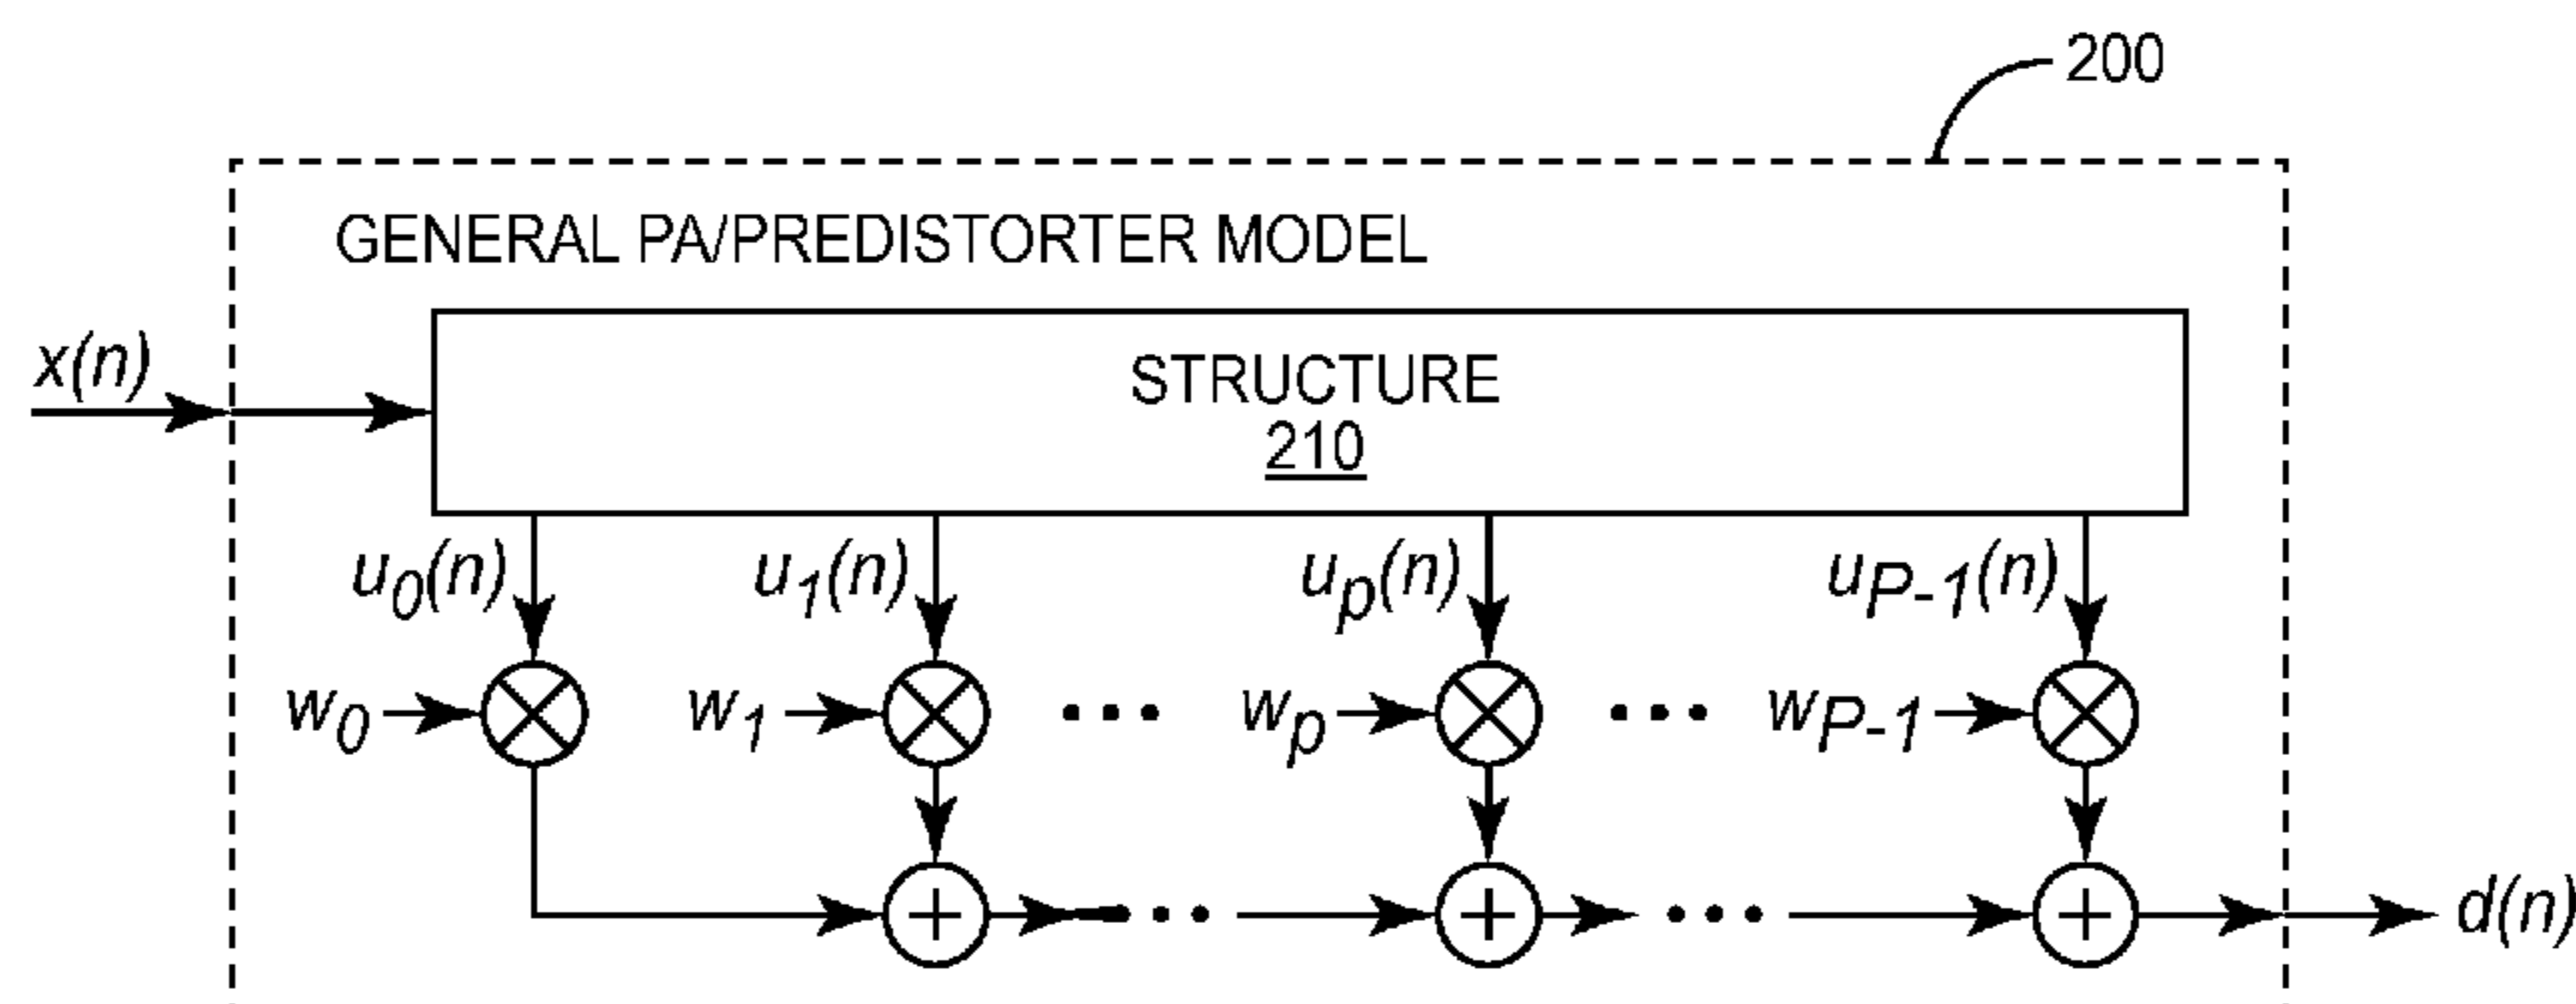 200
GENERAL PA/PREDISTORTER MODEL
x(n)
STRUCTURE
210
u0(n) u1(n) up(n) uP-1(n)
w0 w1 ... wp ... wP-1
... ... d(n)